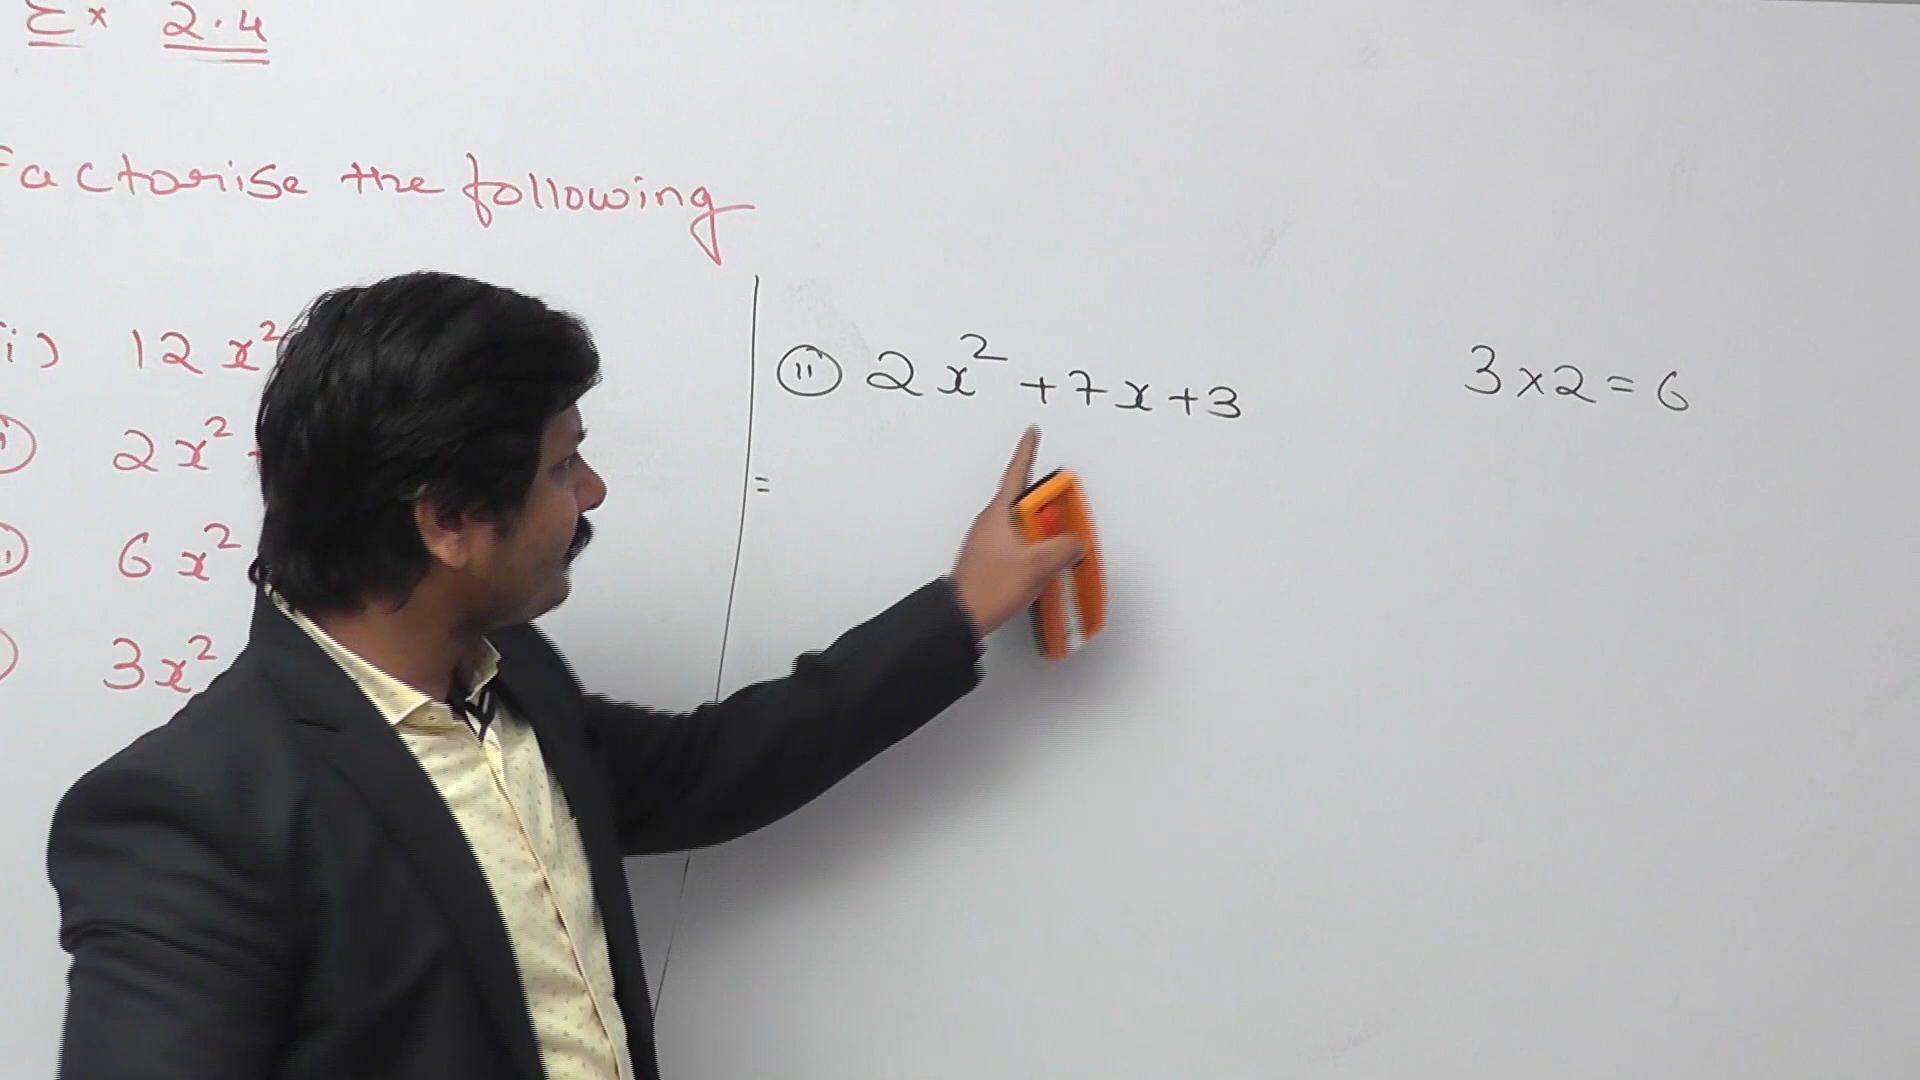 Ex 2.4
Factorise the following
i) 12x²
2x²
6x²
3x²
(ii) 2x² + 7x + 3
=
3 × 2 = 6